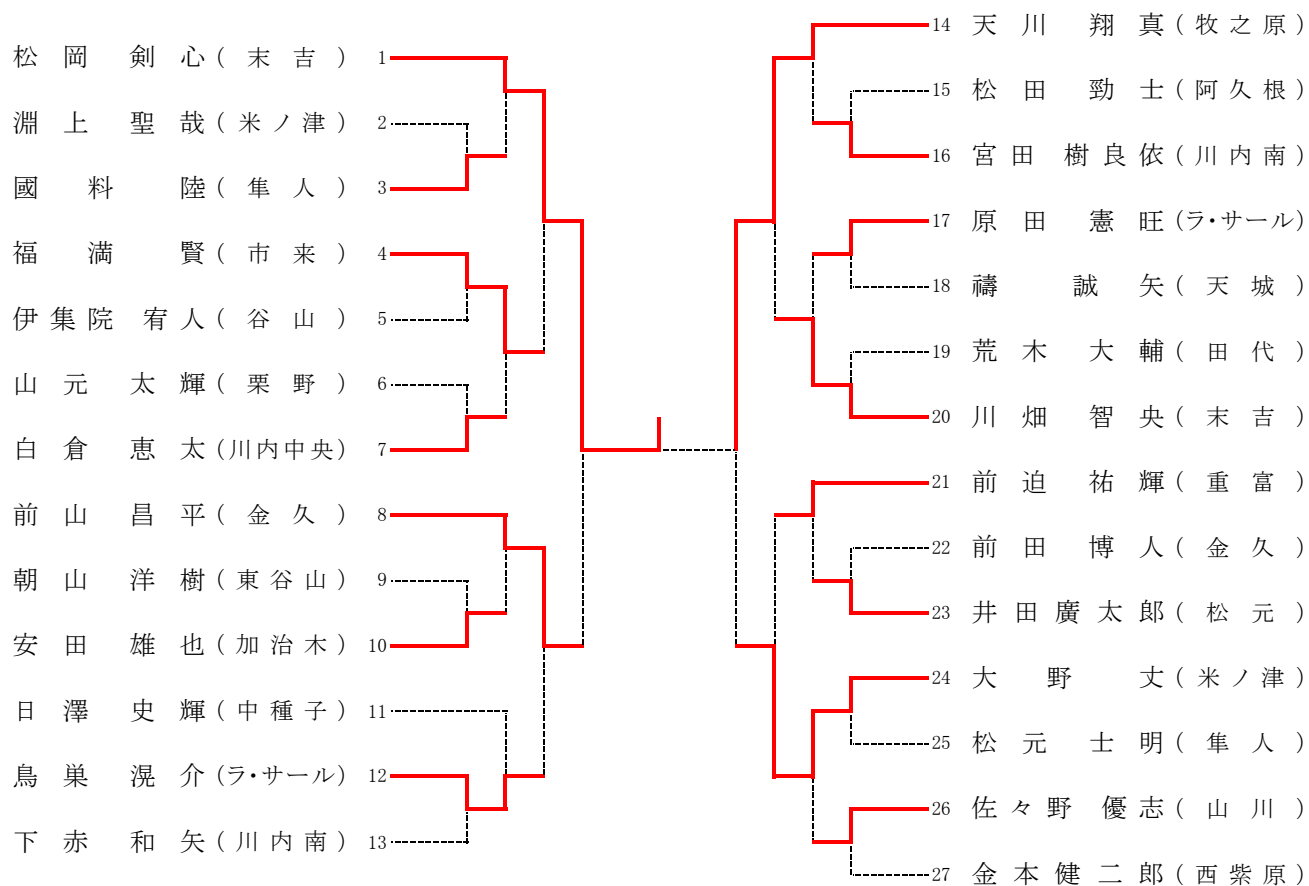 松岡 剣心(末吉) 1
淵上 聖哉(米ノ津) 2
國料 陸(隼人) 3
福満 賢(市来) 4
伊集院 宥人(谷山) 5
山元 太輝(栗野) 6
白倉 恵太(川内中央) 7
前山 昌平(金久) 8
朝山 洋樹(東谷山) 9
安田 雄也(加治木) 10
日澤 史輝(中種子) 11
鳥巣 滉介(ラ・サール) 12
下赤 和矢(川内南) 13
14 天川 翔真(牧之原)
15 松田 勁士(阿久根)
16 宮田 樹良依(川内南)
17 原田 憲旺(ラ・サール)
18 禱 誠矢(天城)
19 荒木 大輔(田代)
20 川畑 智央(末吉)
21 前迫 祐輝(重富)
22 前田 博人(金久)
23 井田廣太郎(松元)
24 大野 丈(米ノ津)
25 松元 士明(隼人)
26 佐々野 優志(山川)
27 金本健二郎(西紫原)